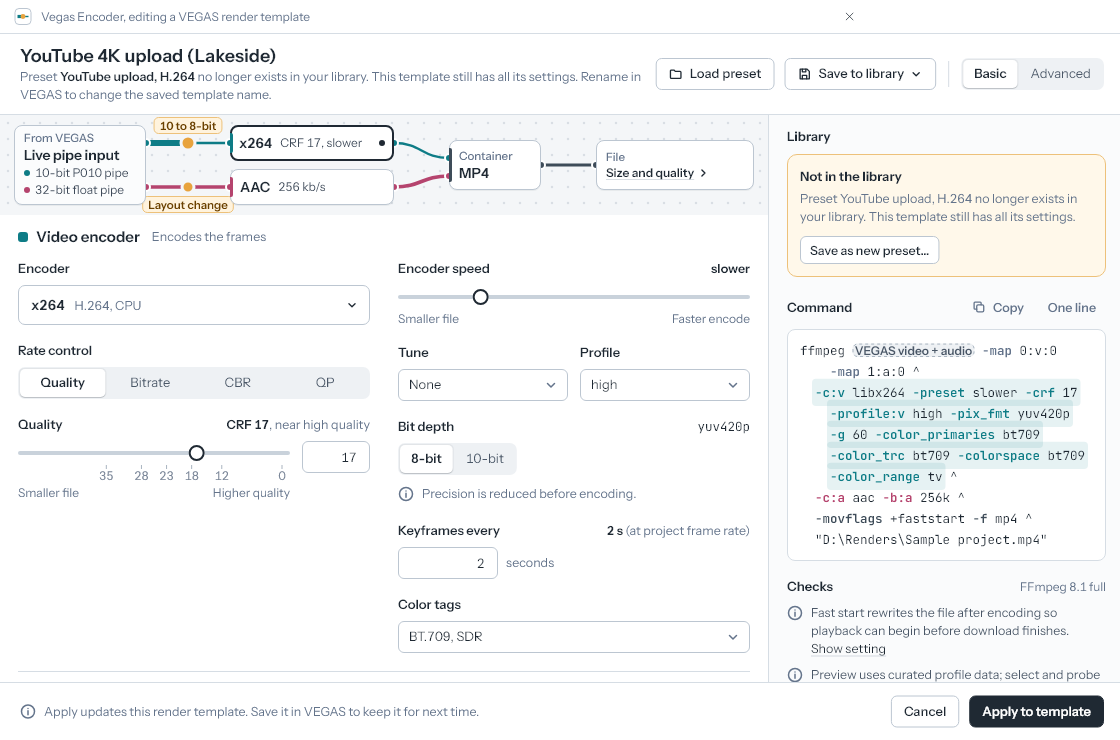 Vegas Encoder, editing a VEGAS render template
YouTube 4K upload (Lakeside)
Preset YouTube upload, H.264 no longer exists in your library. This template still has all its settings. Rename in
VEGAS to change the saved template name.
Load preset
Save to library
Basic
Advanced
From VEGAS
Live pipe input
10-bit P010 pipe
32-bit float pipe
10 to 8-bit
Layout change
x264 CRF 17, slower
AAC 256 kb/s
Container
MP4
File
Size and quality
Video encoder Encodes the frames
Encoder
x264 H.264, CPU
Rate control
Quality
Bitrate
CBR
QP
Quality
CRF 17, near high quality
17
35 28 23 18 12 0
Smaller file
Higher quality
Encoder speed
slower
Smaller file
Faster encode
Tune
None
Profile
high
Bit depth
yuv420p
8-bit
10-bit
Precision is reduced before encoding.
Keyframes every
2 s (at project frame rate)
2
seconds
Color tags
BT.709, SDR
Library
Not in the library
Preset YouTube upload, H.264 no longer exists in
your library. This template still has all its settings.
Save as new preset...
Command
Copy
One line
ffmpeg VEGAS video + audio -map 0:v:0
-map 1:a:0 ^
-c:v libx264 -preset slower -crf 17
-profile:v high -pix_fmt yuv420p
-g 60 -color_primaries bt709
-color_trc bt709 -colorspace bt709
-color_range tv ^
-c:a aac -b:a 256k ^
-movflags +faststart -f mp4 ^
"D:\Renders\Sample project.mp4"
Checks
FFmpeg 8.1 full
Fast start rewrites the file after encoding so
playback can begin before download finishes.
Show setting
Preview uses curated profile data; select and probe
Apply updates this render template. Save it in VEGAS to keep it for next time.
Cancel
Apply to template